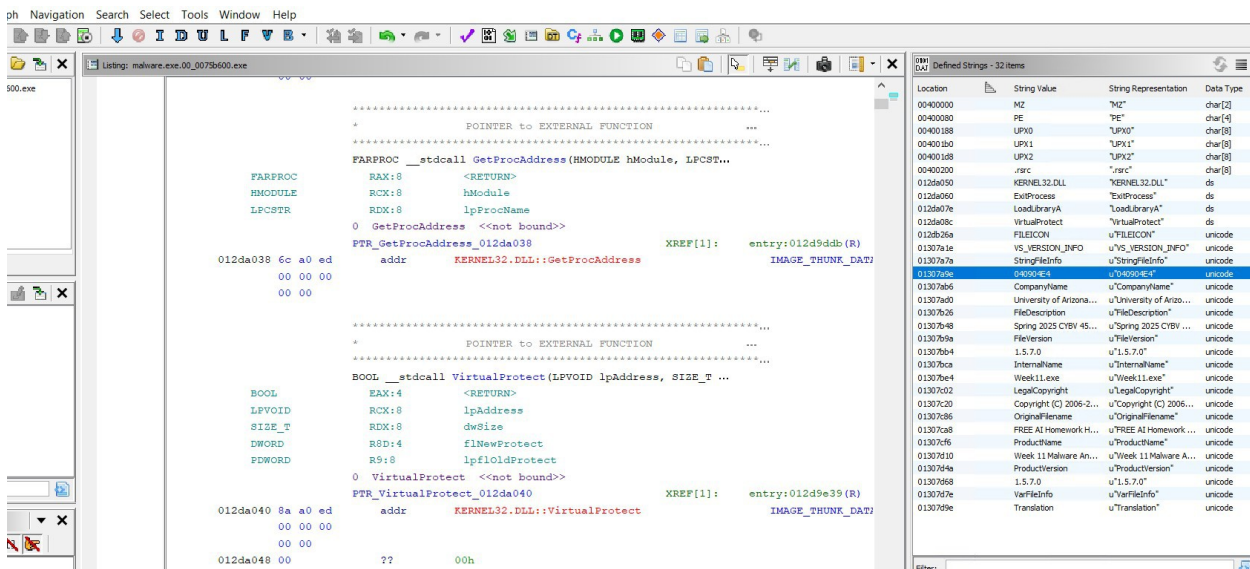 ph Navigation Search Select Tools Window Help
I D U L F V B
Listing: malware.exe.00_0075b600.exe
600.exe
00 00
************************************************************...
* POINTER to EXTERNAL FUNCTION ...
************************************************************...
FARPROC __stdcall GetProcAddress(HMODULE hModule, LPCST...
FARPROC RAX:8 <RETURN>
HMODULE RCX:8 hModule
LPCSTR RDX:8 lpProcName
0 GetProcAddress <<not bound>>
PTR_GetProcAddress_012da038 XREF[1]: entry:012d9ddb(R)
012da038 6c a0 ed addr KERNEL32.DLL::GetProcAddress IMAGE_THUNK_DATA
00 00 00
00 00
************************************************************...
* POINTER to EXTERNAL FUNCTION ...
************************************************************...
BOOL __stdcall VirtualProtect(LPVOID lpAddress, SIZE_T ...
BOOL EAX:4 <RETURN>
LPVOID RCX:8 lpAddress
SIZE_T RDX:8 dwSize
DWORD R8D:4 flNewProtect
PDWORD R9:8 lpflOldProtect
0 VirtualProtect <<not bound>>
PTR_VirtualProtect_012da040 XREF[1]: entry:012d9e39(R)
012da040 8a a0 ed addr KERNEL32.DLL::VirtualProtect IMAGE_THUNK_DATA
00 00 00
00 00
012da048 00 ?? 00h
Defined Strings - 32 items
Location String Value String Representation Data Type
00400000 MZ "MZ" char[2]
00400080 PE "PE" char[4]
00400188 UPX0 "UPX0" char[8]
004001b0 UPX1 "UPX1" char[8]
004001d8 UPX2 "UPX2" char[8]
00400200 .rsrc ".rsrc" char[8]
012da050 KERNEL32.DLL "KERNEL32.DLL" ds
012da060 ExitProcess "ExitProcess" ds
012da07e LoadLibraryA "LoadLibraryA" ds
012da08c VirtualProtect "VirtualProtect" ds
012db26a FILEICON u"FILEICON" unicode
01307a1e VS_VERSION_INFO u"VS_VERSION_INFO" unicode
01307a7a StringFileInfo u"StringFileInfo" unicode
01307a9e 040904E4 u"040904E4" unicode
01307ab6 CompanyName u"CompanyName" unicode
01307ad0 University of Arizona... u"University of Arizo... unicode
01307b26 FileDescription u"FileDescription" unicode
01307b48 Spring 2025 CYBV 45... u"Spring 2025 CYBV ... unicode
01307b9a FileVersion u"FileVersion" unicode
01307bb4 1.5.7.0 u"1.5.7.0" unicode
01307bca InternalName u"InternalName" unicode
01307be4 Week11.exe u"Week11.exe" unicode
01307c02 LegalCopyright u"LegalCopyright" unicode
01307c20 Copyright (C) 2006-2... u"Copyright (C) 2006... unicode
01307c86 OriginalFilename u"OriginalFilename" unicode
01307ca8 FREE AI Homework H... u"FREE AI Homework ... unicode
01307cf6 ProductName u"ProductName" unicode
01307d10 Week 11 Malware An... u"Week 11 Malware A... unicode
01307d4a ProductVersion u"ProductVersion" unicode
01307d68 1.5.7.0 u"1.5.7.0" unicode
01307d7e VarFileInfo u"VarFileInfo" unicode
01307d9e Translation u"Translation" unicode